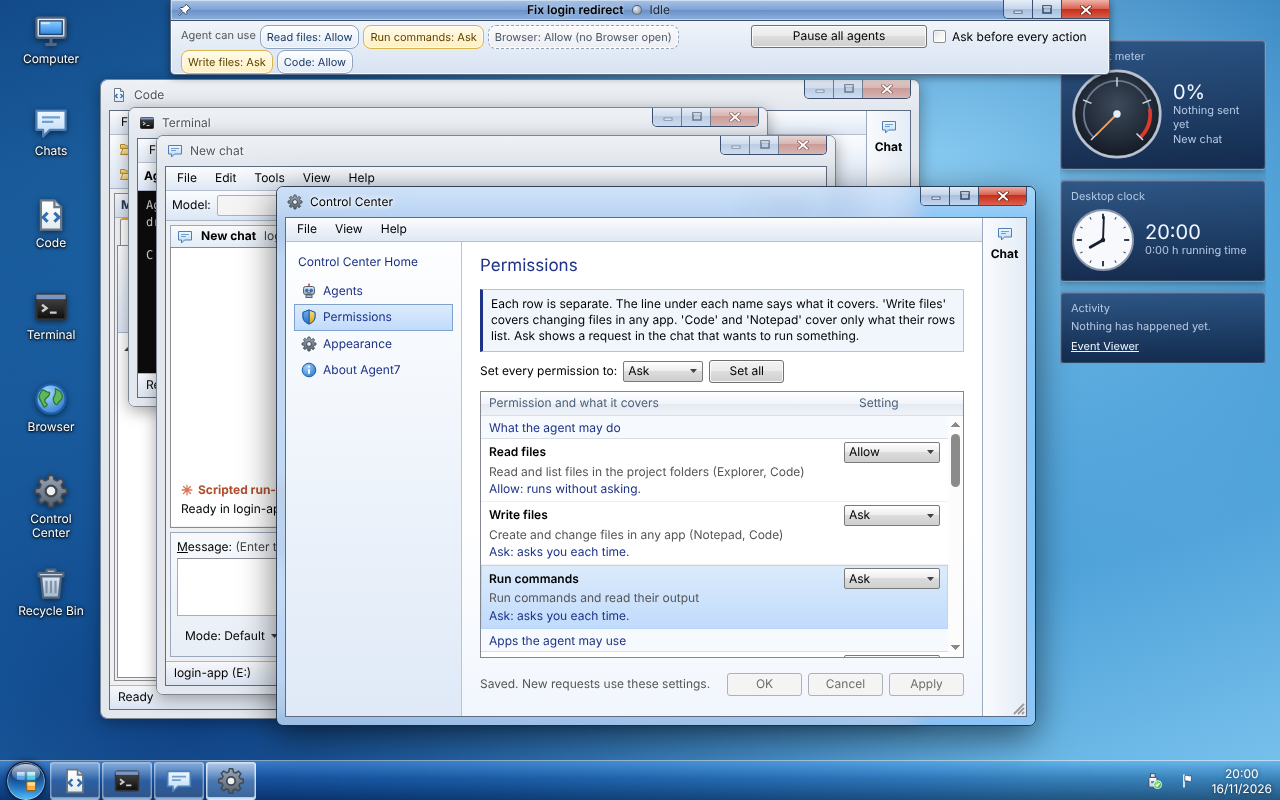 Fix login redirect
Idle
Agent can use
Read files: Allow
Run commands: Ask
Browser: Allow (no Browser open)
Write files: Ask
Code: Allow
Pause all agents
Ask before every action
Computer
Chats
Code
Terminal
Browser
Control Center
Recycle Bin
Code
Chat
Terminal
New chat
File Edit Tools View Help
Model:
New chat
Scripted run-
Ready in login-ap
Message: (Enter t
Mode: Default
login-app (E:)
Ready
Control Center
File View Help
Chat
Control Center Home
Agents
Permissions
Appearance
About Agent7
Permissions
Each row is separate. The line under each name says what it covers. 'Write files'
covers changing files in any app. 'Code' and 'Notepad' cover only what their rows
list. Ask shows a request in the chat that wants to run something.
Set every permission to: Ask Set all
Permission and what it covers Setting
What the agent may do
Read files Allow
Read and list files in the project folders (Explorer, Code)
Allow: runs without asking.
Write files Ask
Create and change files in any app (Notepad, Code)
Ask: asks you each time.
Run commands Ask
Run commands and read their output
Ask: asks you each time.
Apps the agent may use
Saved. New requests use these settings.
OK Cancel Apply
meter
0%
Nothing sent
yet
New chat
Desktop clock
20:00
0:00 h running time
Activity
Nothing has happened yet.
Event Viewer
20:00
16/11/2026